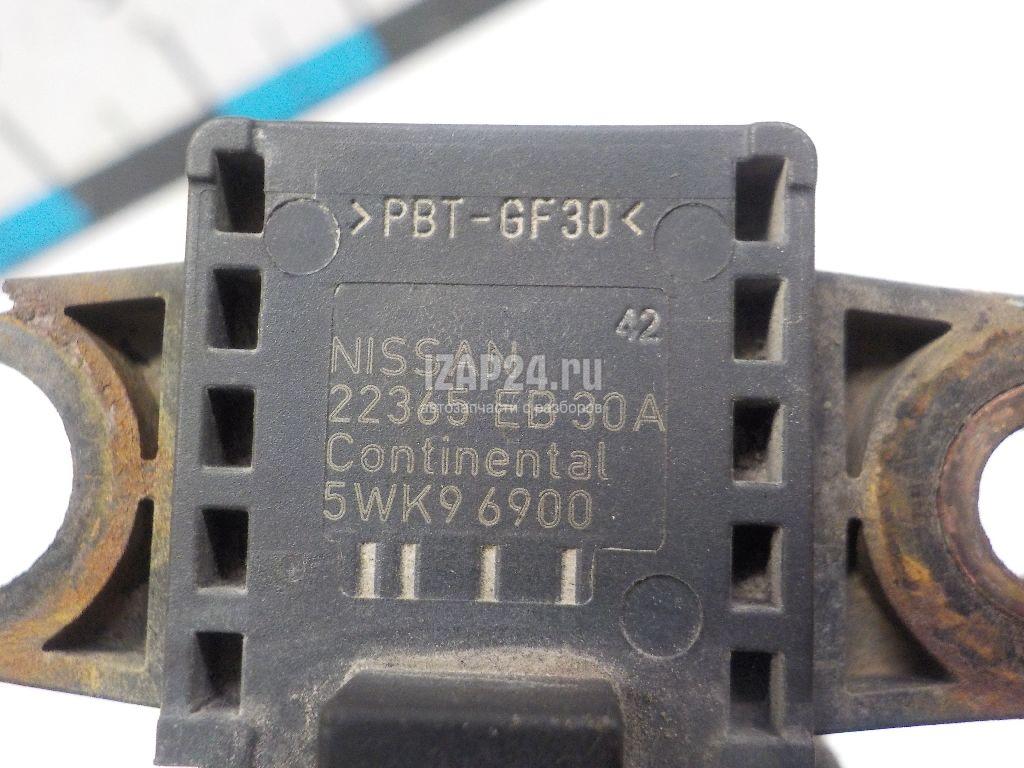 >PBT-GF30<
42
NISSAN
iZAP24.ru
22365 EB30A
автозапчасти с разборов
Continental
5WK9 6900